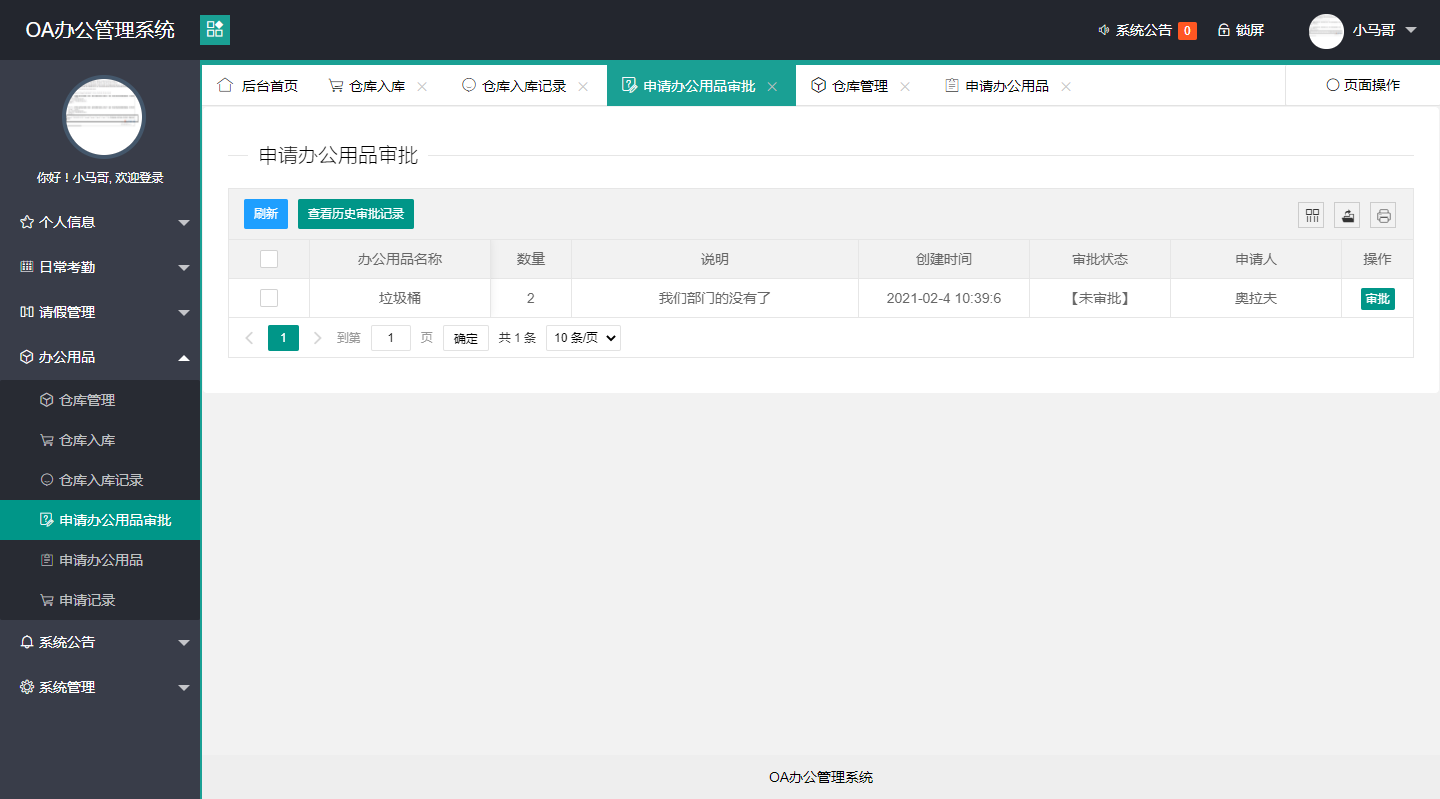 OA办公管理系统
系统公告 0 锁屏 小马哥
你好！小马哥, 欢迎登录
个人信息
日常考勤
请假管理
办公用品
仓库管理
仓库入库
仓库入库记录
申请办公用品审批
申请办公用品
申请记录
系统公告
系统管理
后台首页 仓库入库 仓库入库记录 申请办公用品审批 仓库管理 申请办公用品 页面操作
申请办公用品审批
刷新 查看历史审批记录
办公用品名称 数量 说明 创建时间 审批状态 申请人 操作
垃圾桶 2 我们部门的没有了 2021-02-4 10:39:6 【未审批】 奥拉夫 审批
1 到第 1 页 确定 共 1 条 10 条/页
OA办公管理系统